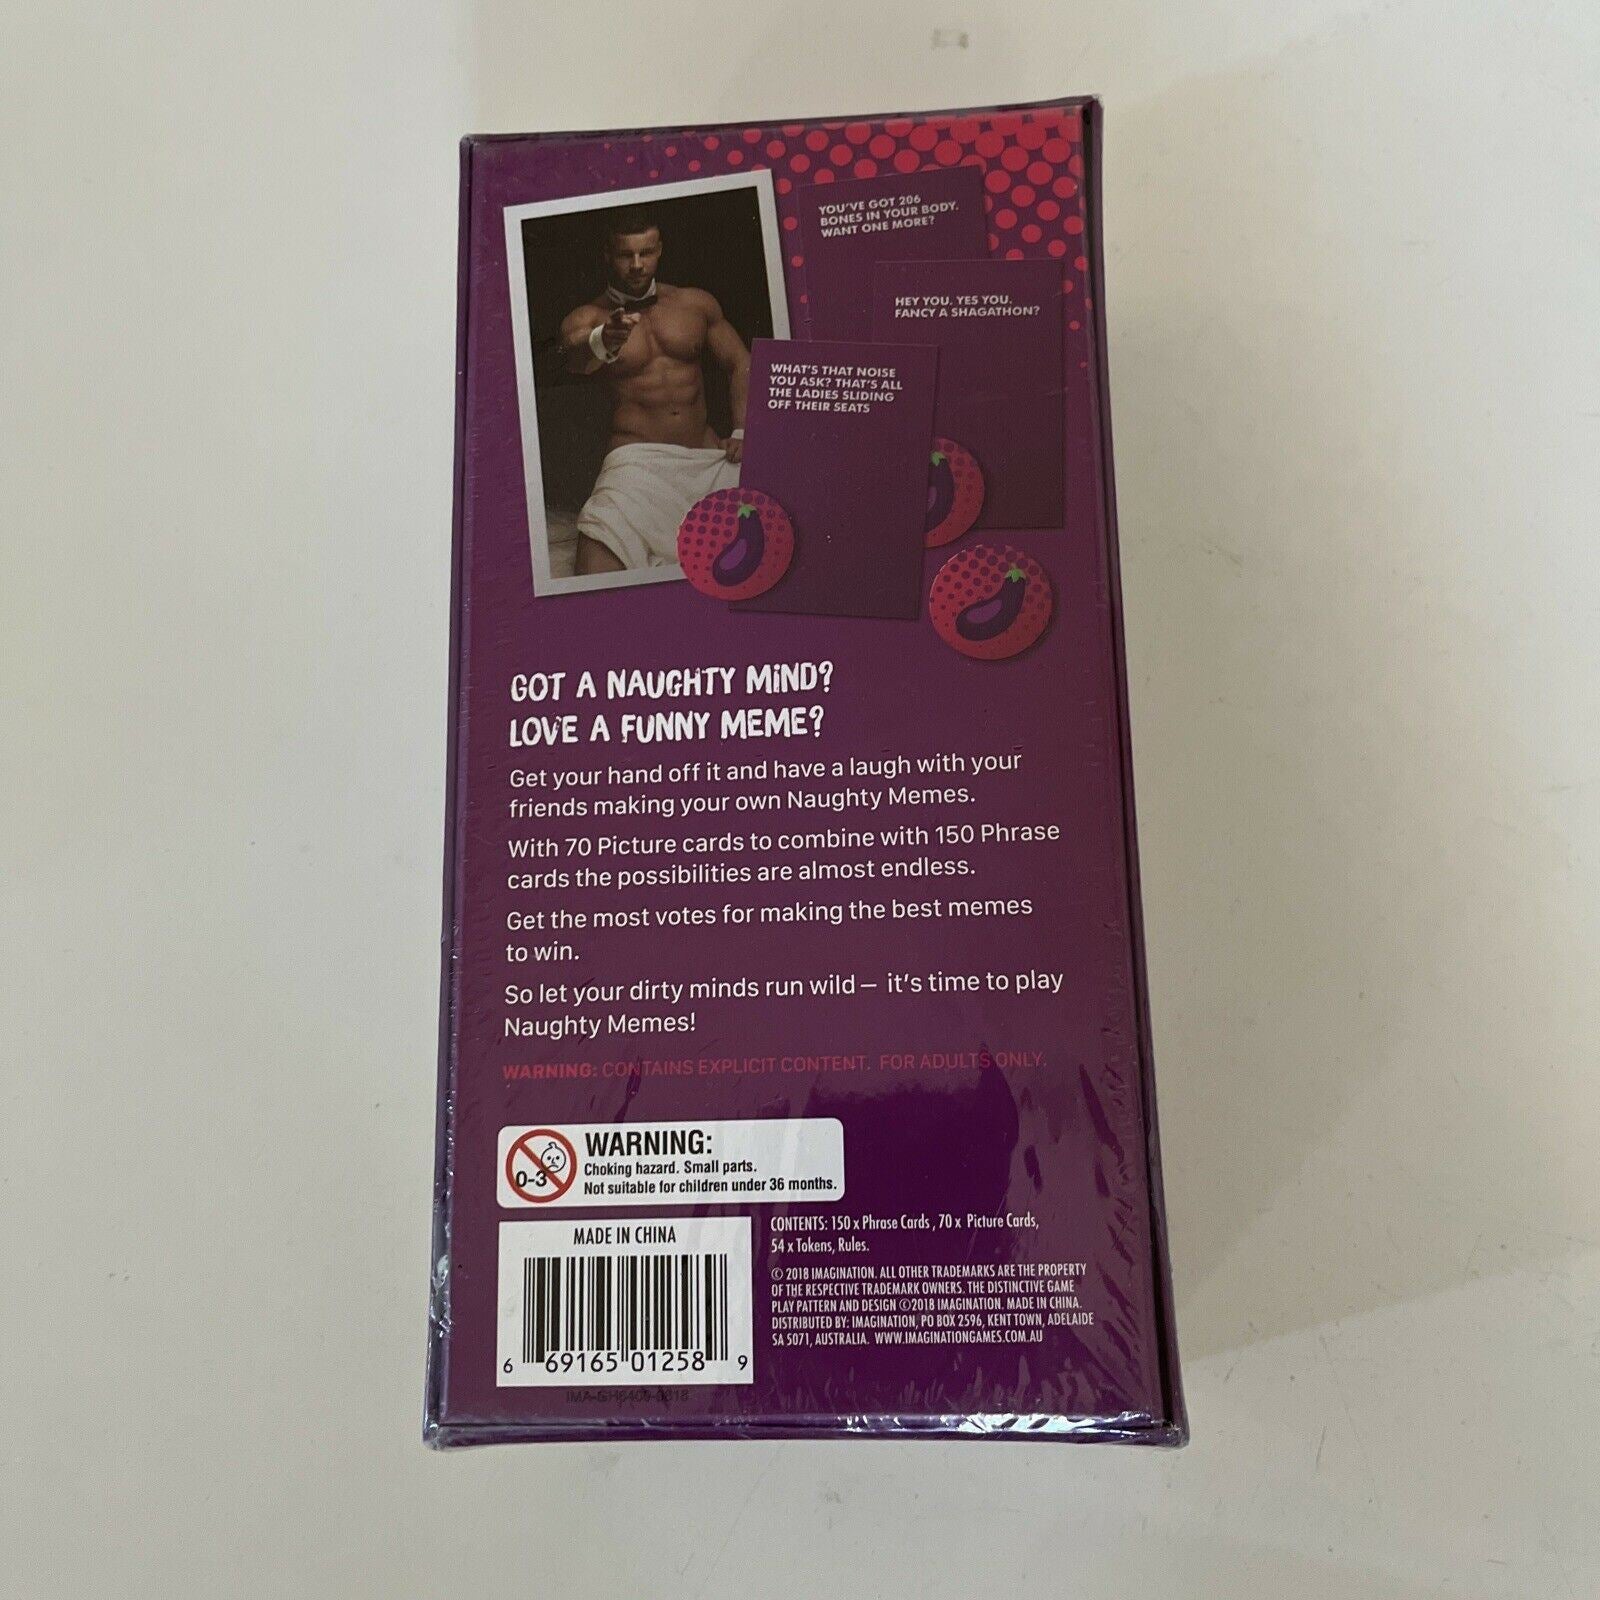 YOU'VE GOT 206
BONES IN YOUR BODY.
WANT ONE MORE?
HEY YOU. YES YOU.
FANCY A SHAGATHON?
WHAT'S THAT NOISE
YOU ASK? THAT'S ALL
THE LADIES SLIDING
OFF THEIR SEATS
GOT A NAUGHTY MIND?
LOVE A FUNNY MEME?
Get your hand off it and have a laugh with your
friends making your own Naughty Memes.
With 70 Picture cards to combine with 150 Phrase
cards the possibilities are almost endless.
Get the most votes for making the best memes
to win.
So let your dirty minds run wild – it's time to play
Naughty Memes!
WARNING: CONTAINS EXPLICIT CONTENT. FOR ADULTS ONLY.
0-3
WARNING:
Choking hazard. Small parts.
Not suitable for children under 36 months.
MADE IN CHINA
6 69165 01258 9
CONTENTS: 150 x Phrase Cards, 70 x Picture Cards,
54 x Tokens, Rules.
© 2018 IMAGINATION. ALL OTHER TRADEMARKS ARE THE PROPERTY
OF THE RESPECTIVE TRADEMARK OWNERS. THE DISTINCTIVE GAME
PLAY PATTERN AND DESIGN ©2018 IMAGINATION. MADE IN CHINA.
DISTRIBUTED BY: IMAGINATION, PO BOX 2596, KENT TOWN, ADELAIDE
SA 5071, AUSTRALIA. WWW.IMAGINATIONGAMES.COM.AU